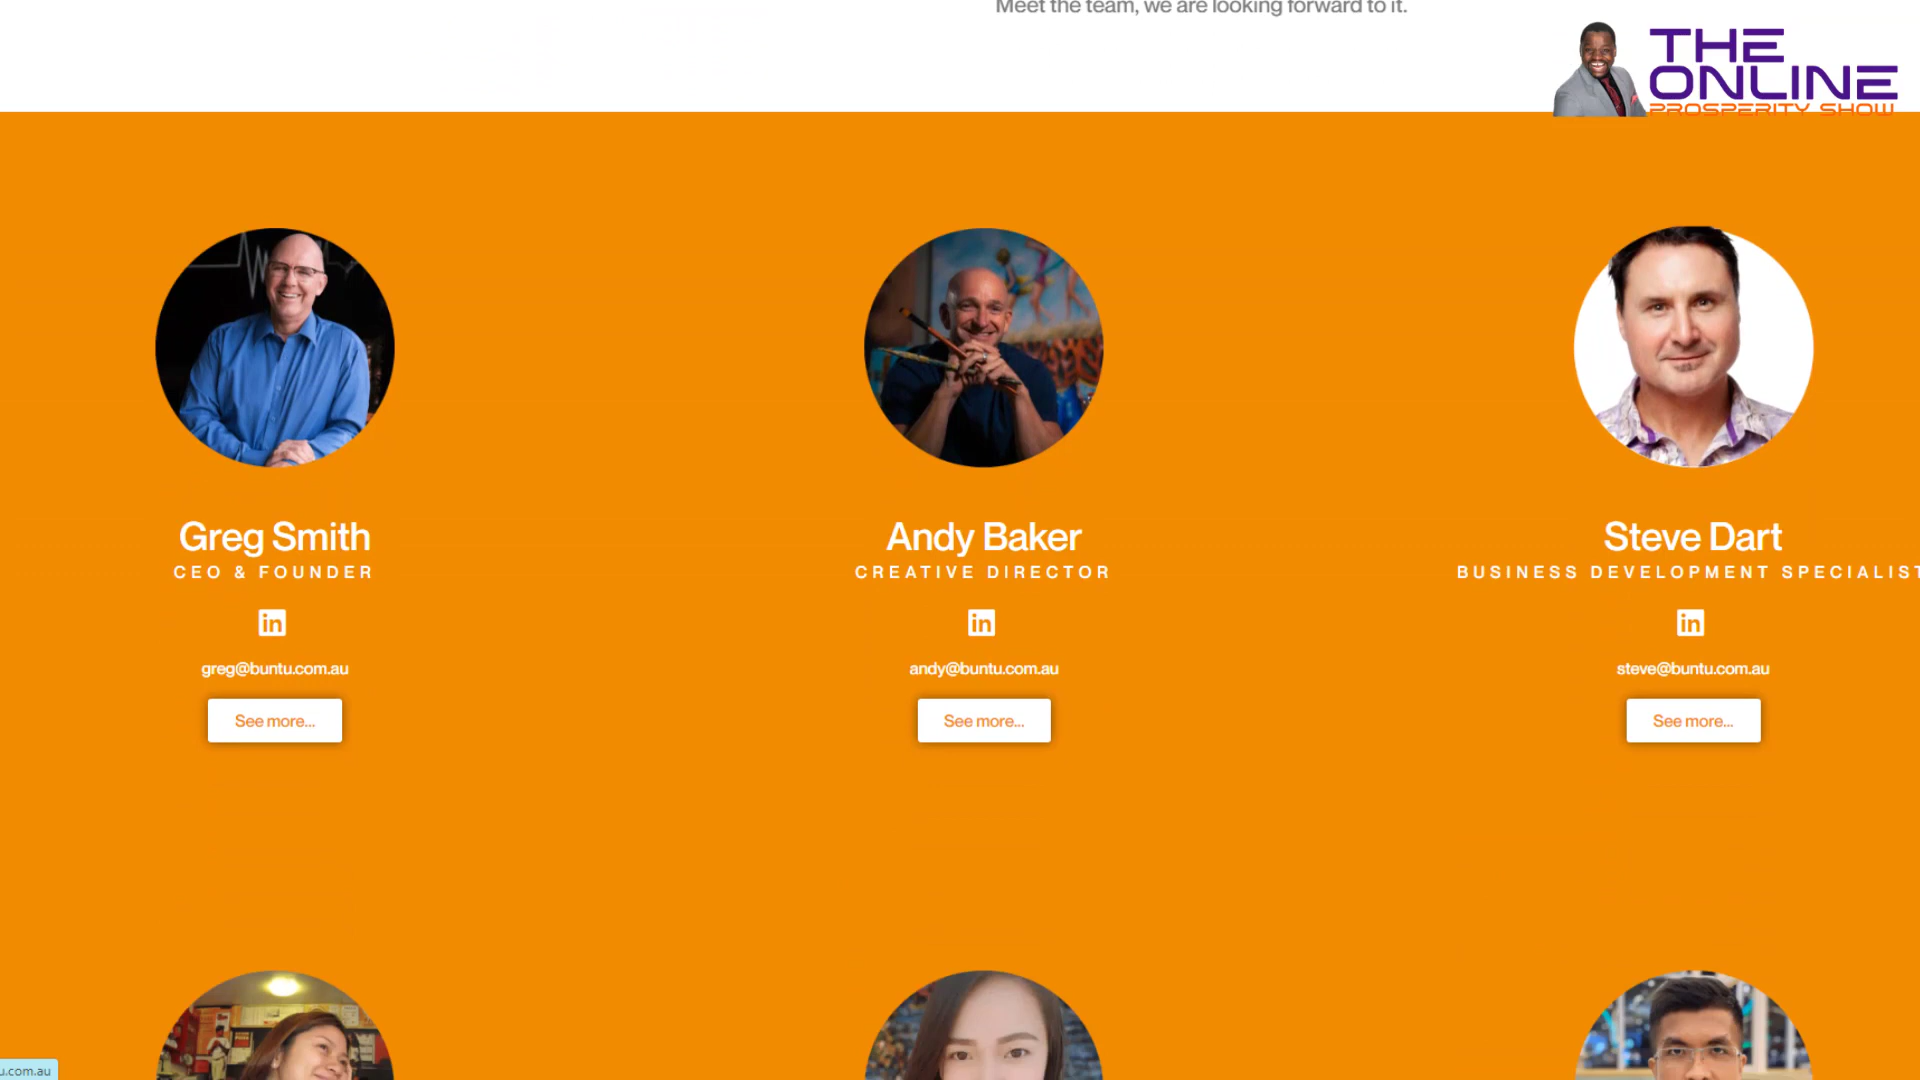 Meet the team, we are looking forward to it.
THE
ONLINE
PROSPERITY SHOW
Greg Smith
CEO & FOUNDER
in
greg@buntu.com.au
See more...
Andy Baker
CREATIVE DIRECTOR
in
andy@buntu.com.au
See more...
Steve Dart
BUSINESS DEVELOPMENT SPECIALIST
in
steve@buntu.com.au
See more...
u.com.au